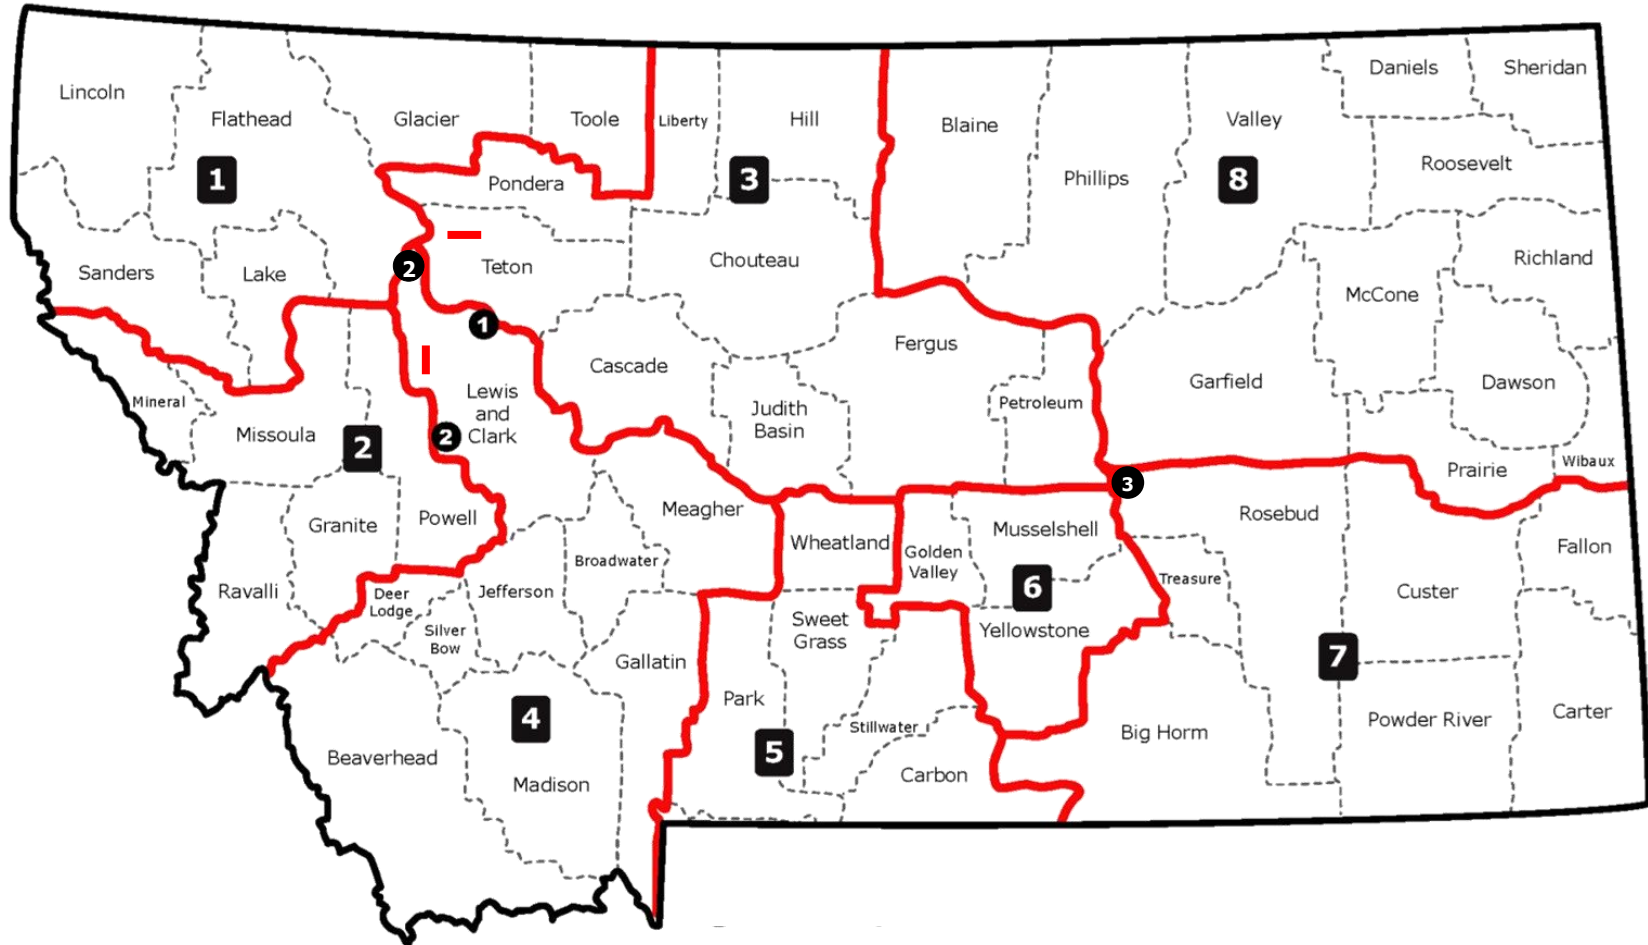 Lincoln
Flathead
Glacier
Toole
Liberty
Hill
Blaine
Phillips
Valley
Daniels
Sheridan
Roosevelt
1
Pondera
3
8
Sanders
Lake
2
Teton
Chouteau
Richland
McCone
1
Mineral
Missoula
2
Lewis
and
Clark
2
Cascade
Judith
Basin
Fergus
Petroleum
Garfield
Dawson
Prairie
Wibaux
3
Granite
Powell
Meagher
Wheatland
Golden
Valley
Musselshell
Rosebud
Fallon
Ravalli
Deer
Lodge
Silver
Bow
Jefferson
Broadwater
Sweet
Grass
6
Yellowstone
Treasure
Custer
Gallatin
7
4
Park
5
Stillwater
Carbon
Big Horn
Powder River
Carter
Beaverhead
Madison